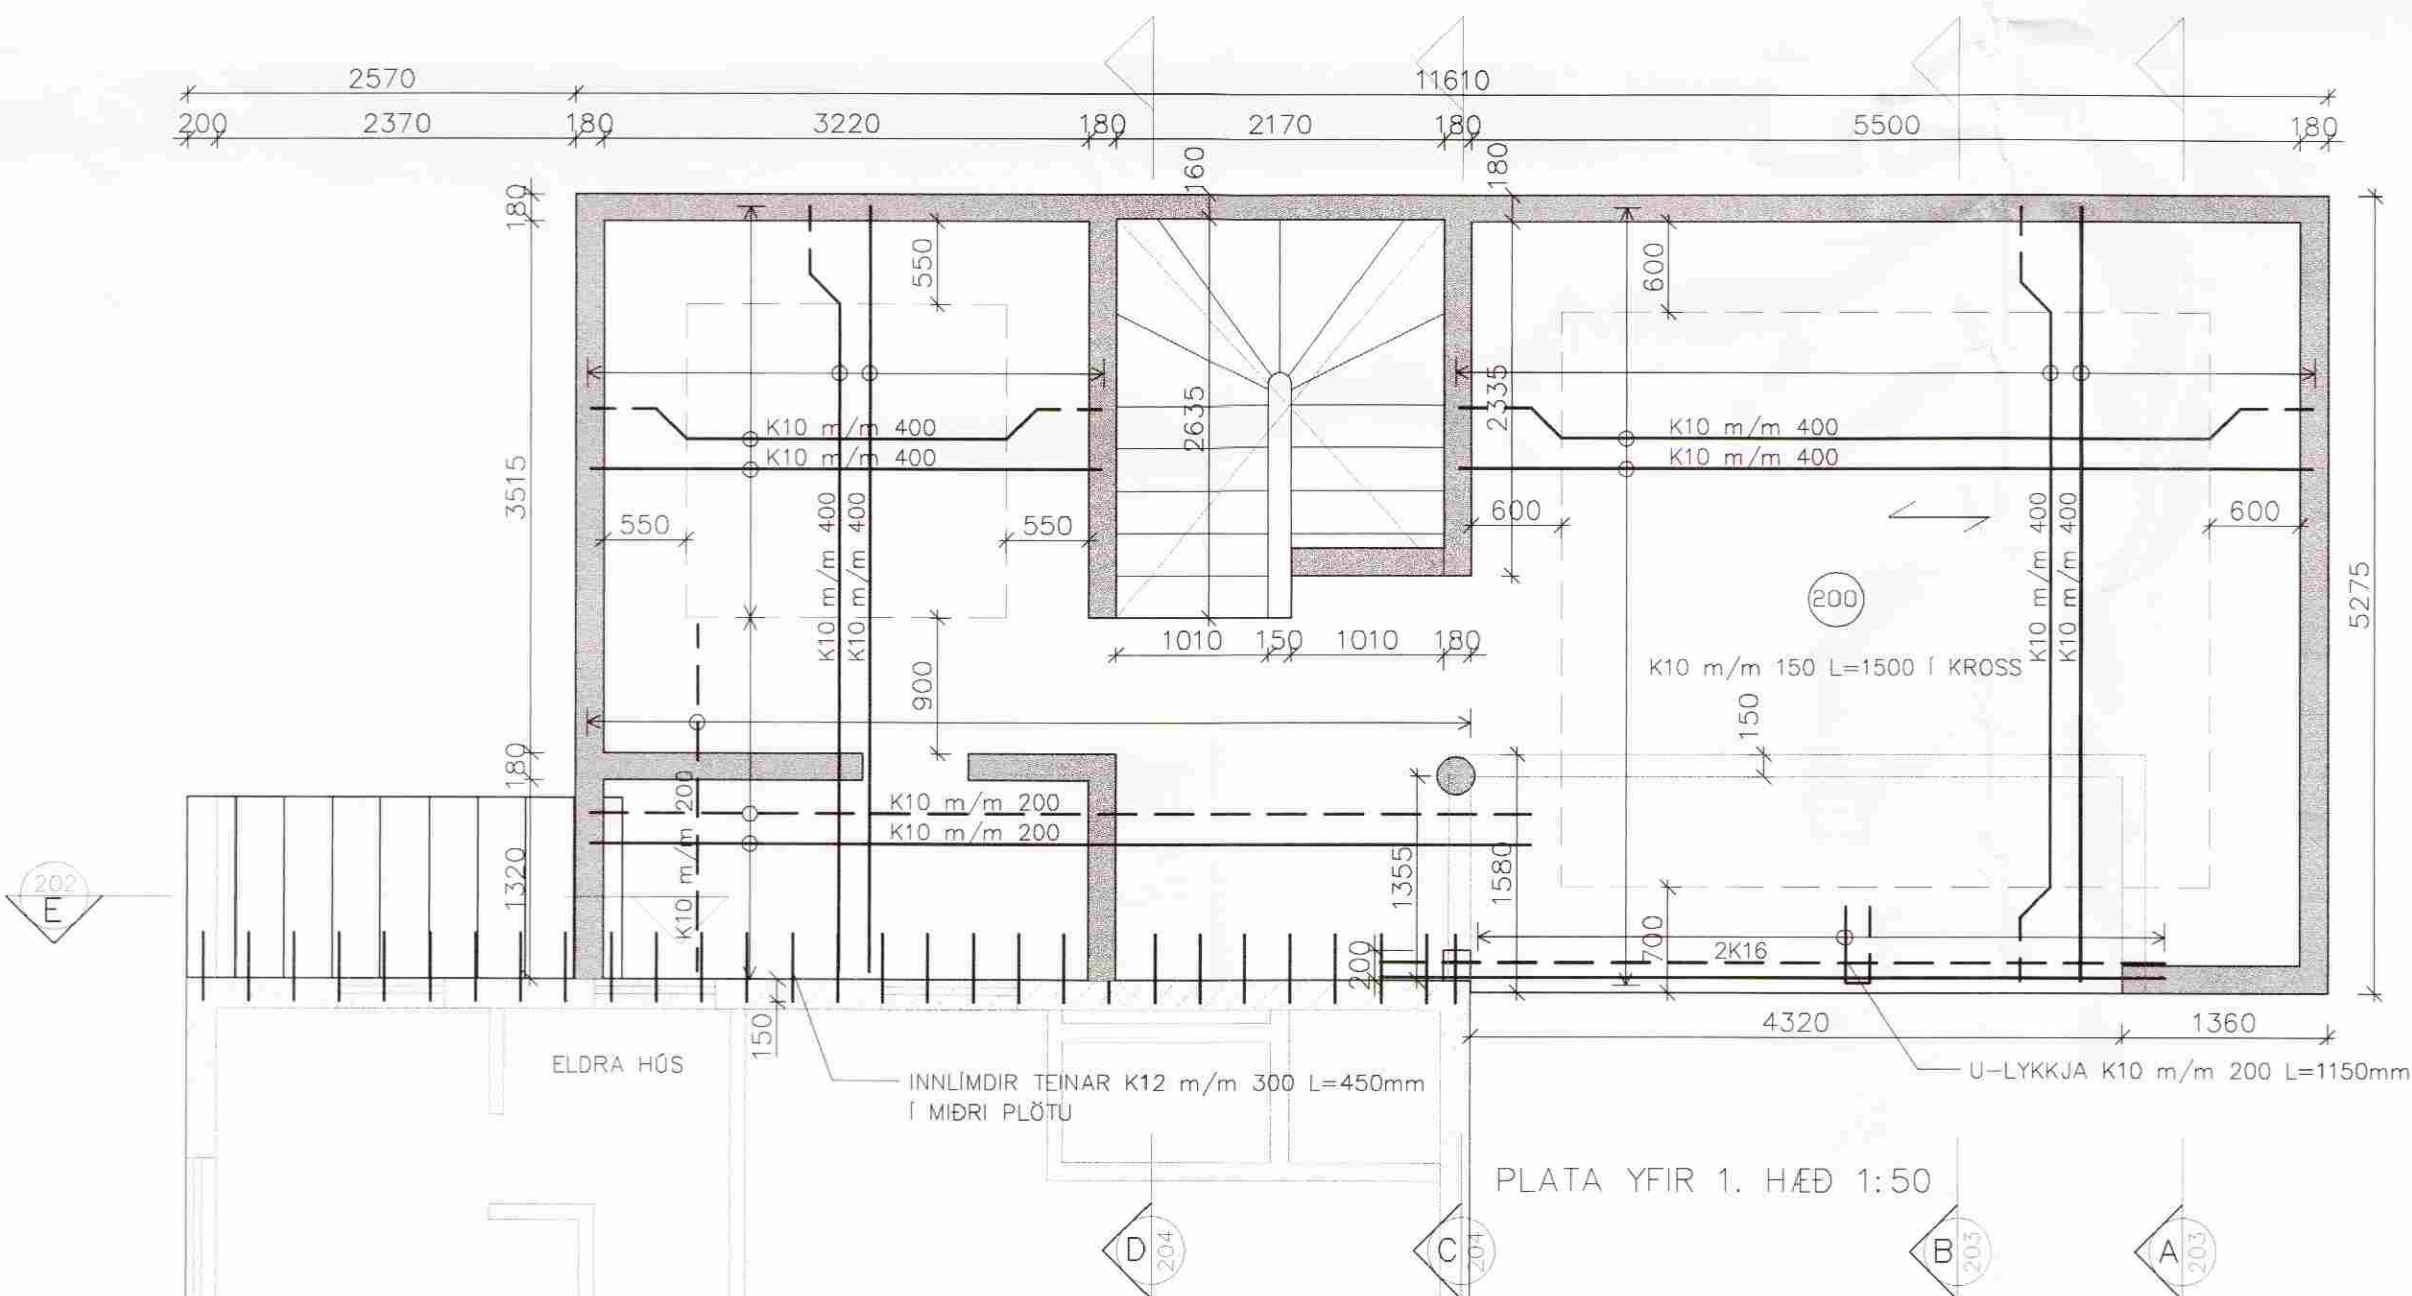 2570
11610
200
2370
180
3220
180
2170
180
5500
180
180
160
180
550
600
3515
2635
2335
5275
K10 m/m 400
K10 m/m 400
K10 m/m 400
K10 m/m 400
550
550
600
600
K10 m/m 400
K10 m/m 400
K10 m/m 400
K10 m/m 400
200
1010
150
1010
180
K10 m/m 150 L=1500 Í KROSS
900
150
180
K10 m/m 200
K10 m/m 200
K10 m/m 200
1320
1355
1580
202
E
700
200
2K16
150
4320
1360
ELDRA HÚS
INNLÍMDIR TEINAR K12 m/m 300 L=450mm
Í MIÐRI PLÖTU
U-LYKKJA K10 m/m 200 L=1150mm
PLATA YFIR 1. HÆÐ 1:50
D
204
C
204
B
203
A
203